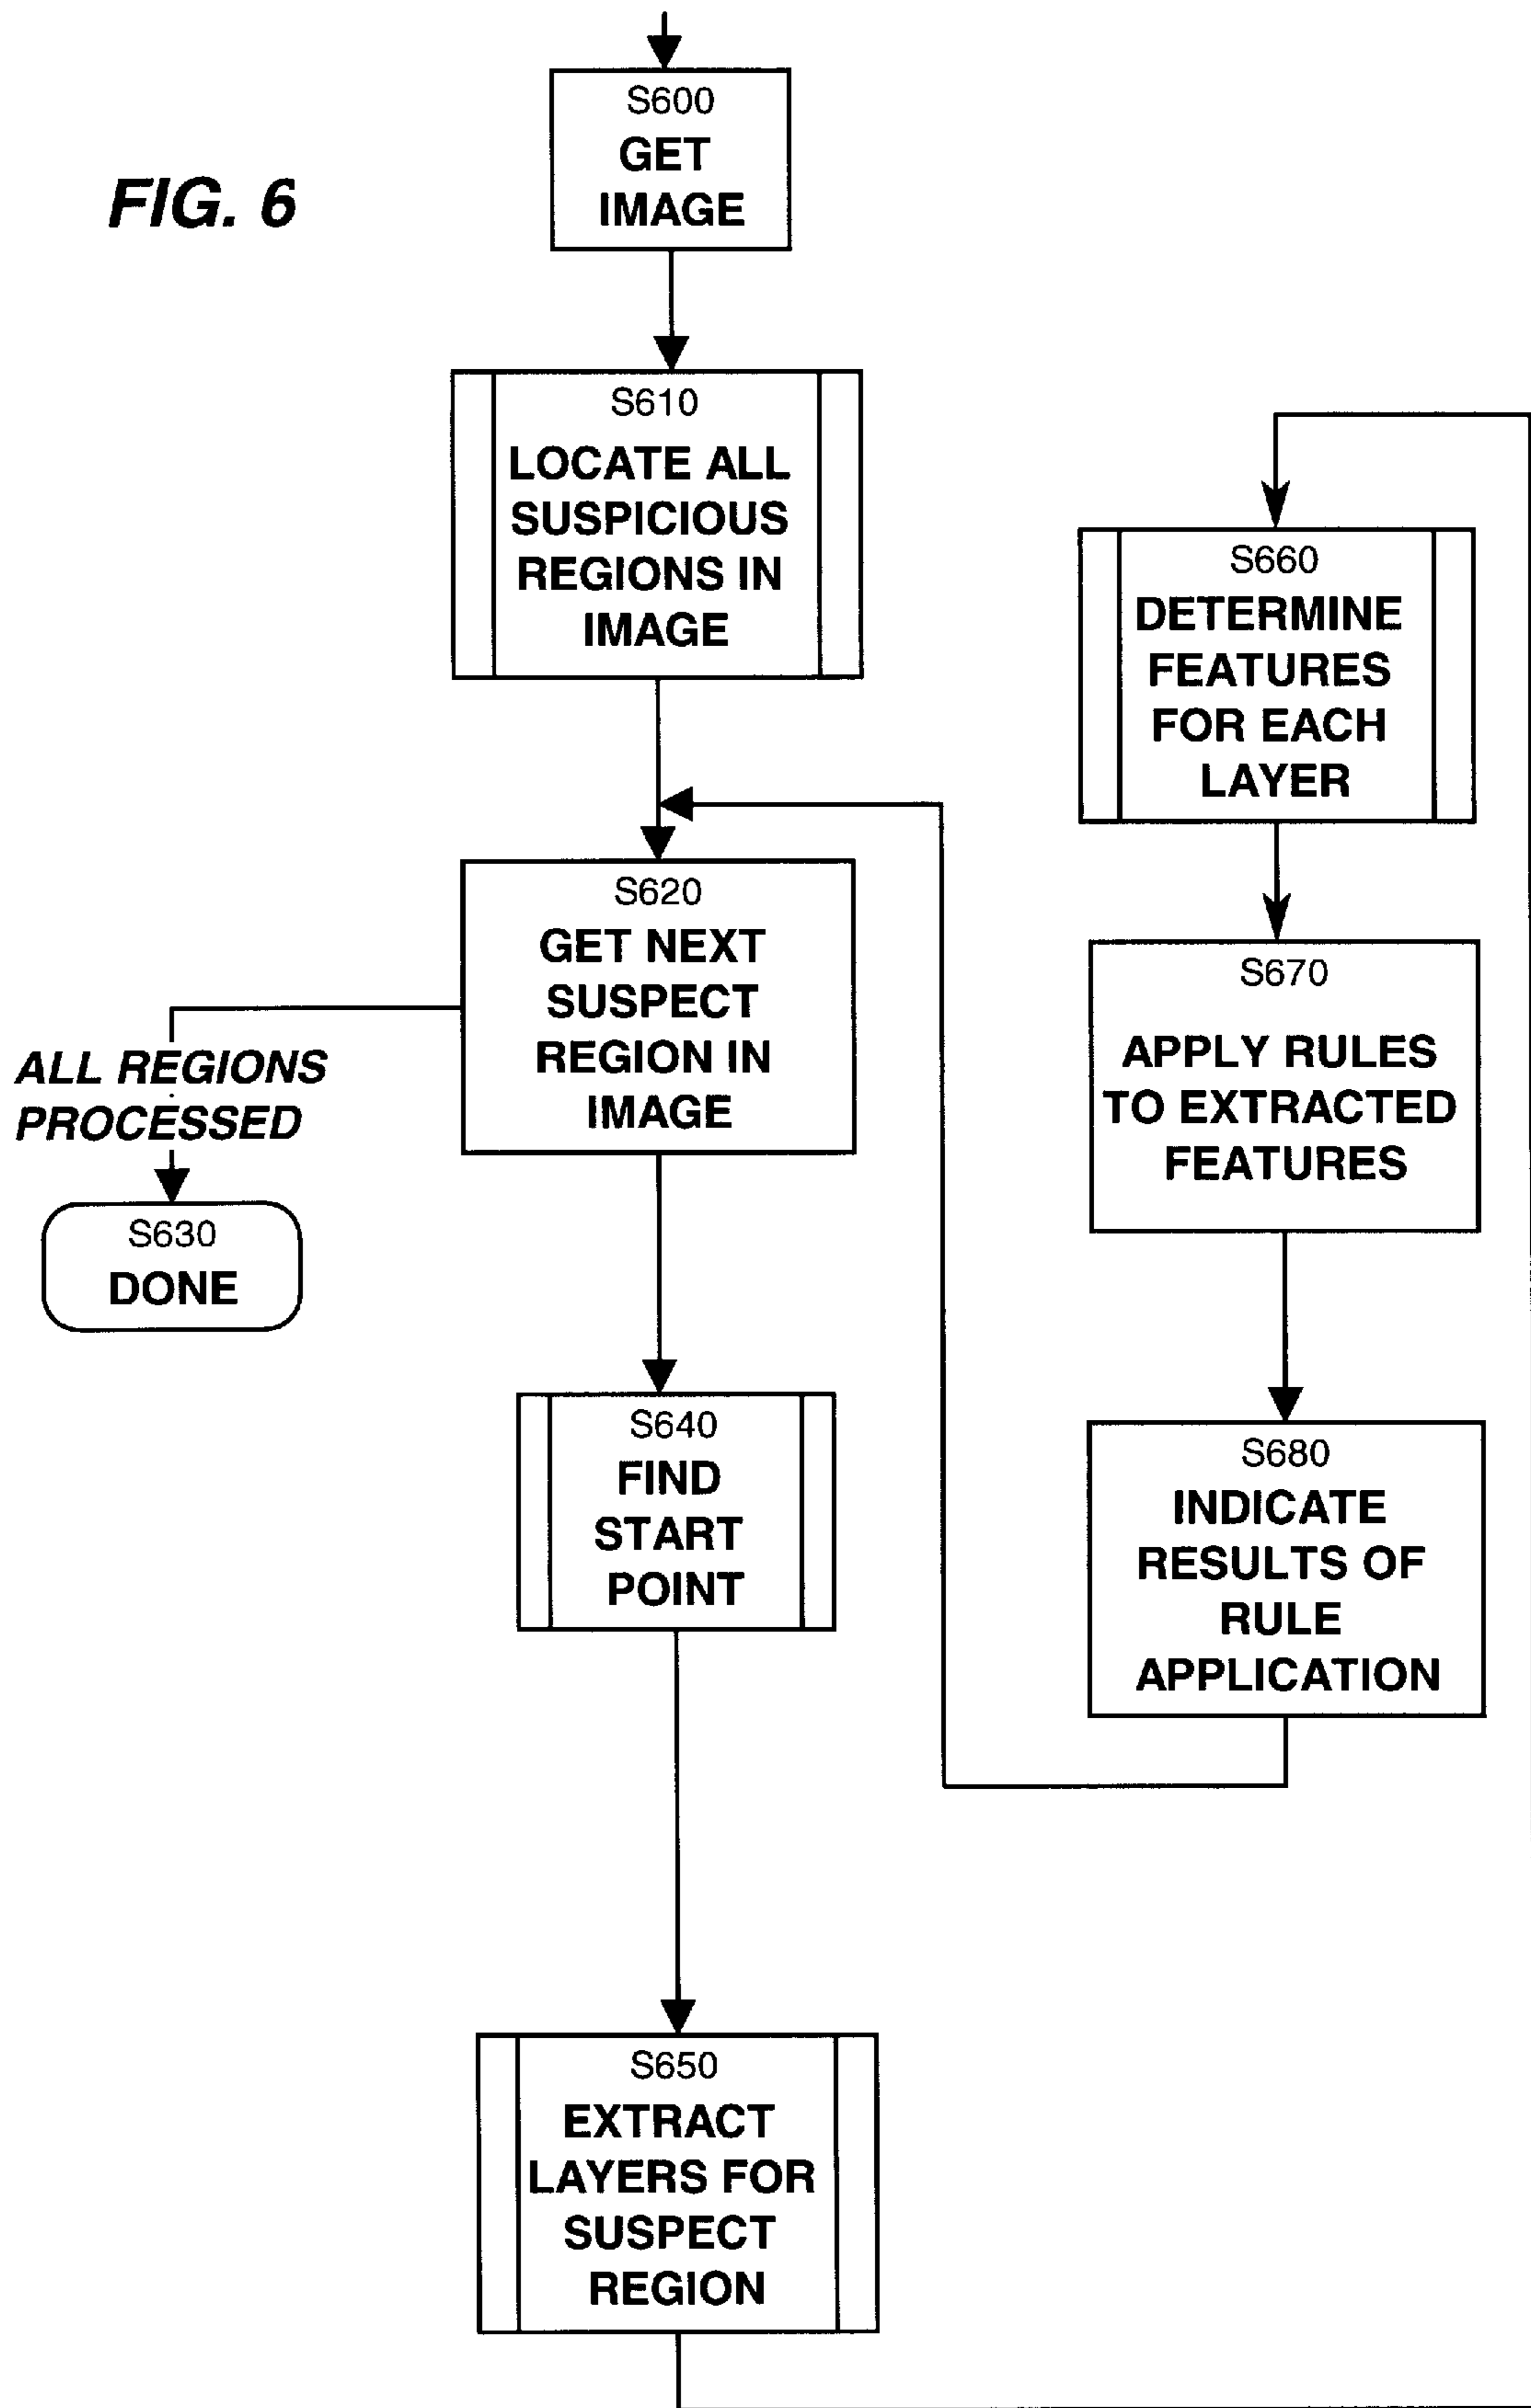 FIG. 6
S600
GET
IMAGE
S610
LOCATE ALL
SUSPICIOUS
REGIONS IN
IMAGE
S620
GET NEXT
SUSPECT
REGION IN
IMAGE
ALL REGIONS
PROCESSED
S630
DONE
S640
FIND
START
POINT
S650
EXTRACT
LAYERS FOR
SUSPECT
REGION
S660
DETERMINE
FEATURES
FOR EACH
LAYER
S670
APPLY RULES
TO EXTRACTED
FEATURES
S680
INDICATE
RESULTS OF
RULE
APPLICATION